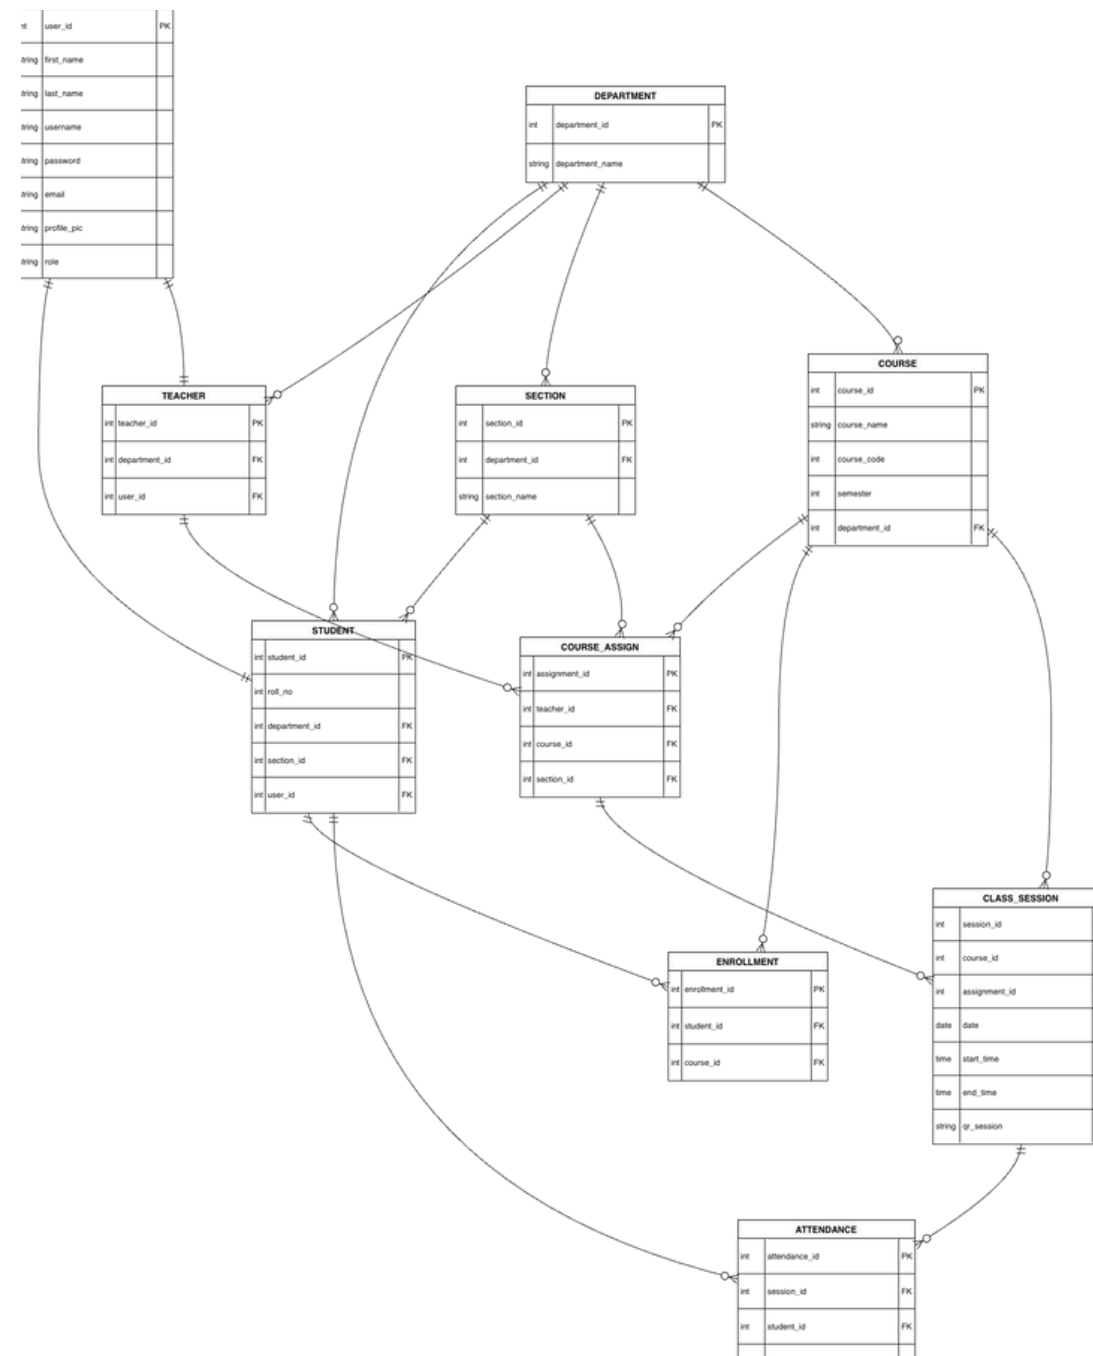 user_id PK
first_name
last_name
username
password
email
profile_pic
role
DEPARTMENT
int department_id PK
string department_name
TEACHER
int teacher_id PK
int department_id FK
int user_id FK
SECTION
int section_id PK
int department_id FK
string section_name
COURSE
int course_id PK
string course_name
int course_code
int semester
int department_id FK
STUDENT
int student_id PK
int roll_no
int department_id FK
int section_id FK
int user_id FK
COURSE_ASSIGN
int assignment_id PK
int teacher_id FK
int course_id FK
int section_id FK
CLASS_SESSION
int session_id
int course_id
int assignment_id
date date
time start_time
time end_time
string qr_session
ENROLLMENT
int enrollment_id PK
int student_id FK
int course_id FK
ATTENDANCE
int attendance_id PK
int session_id FK
int student_id FK